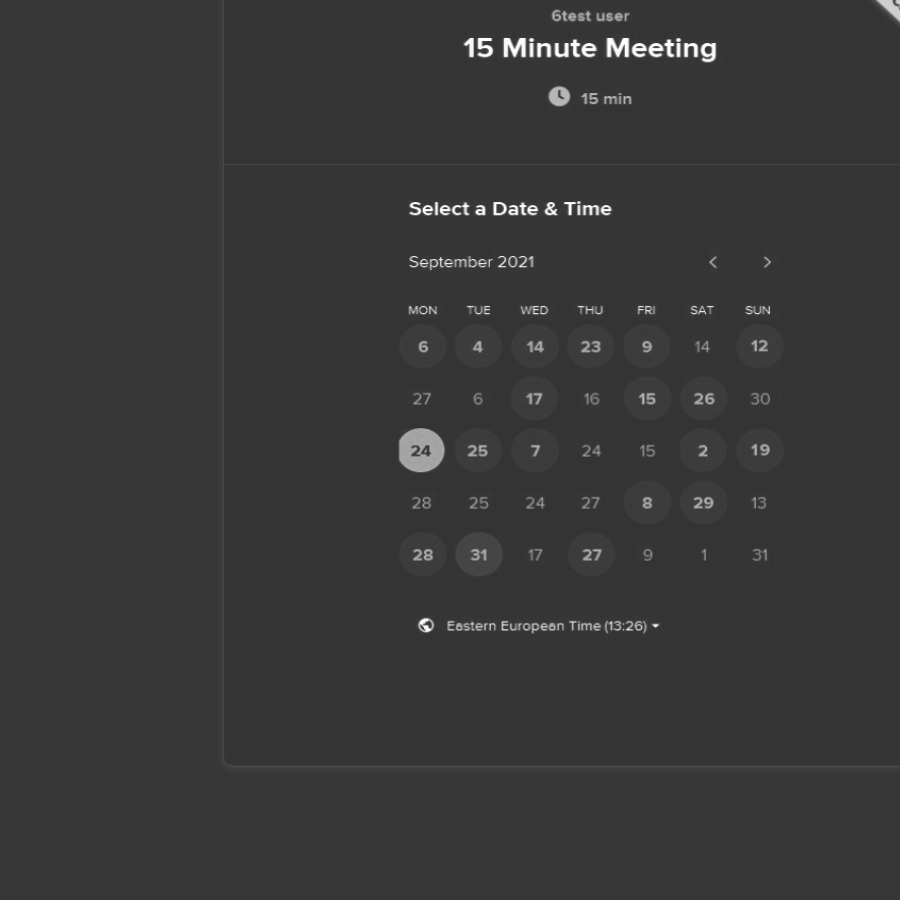 6test user
15 Minute Meeting
15 min
Select a Date & Time
September 2021
MON TUE WED THU FRI SAT SUN
6 4 14 23 9 14 12
27 6 17 16 15 26 30
24 25 7 24 15 2 19
28 25 24 27 8 29 13
28 31 17 27 9 1 31
Eastern European Time (13:26)